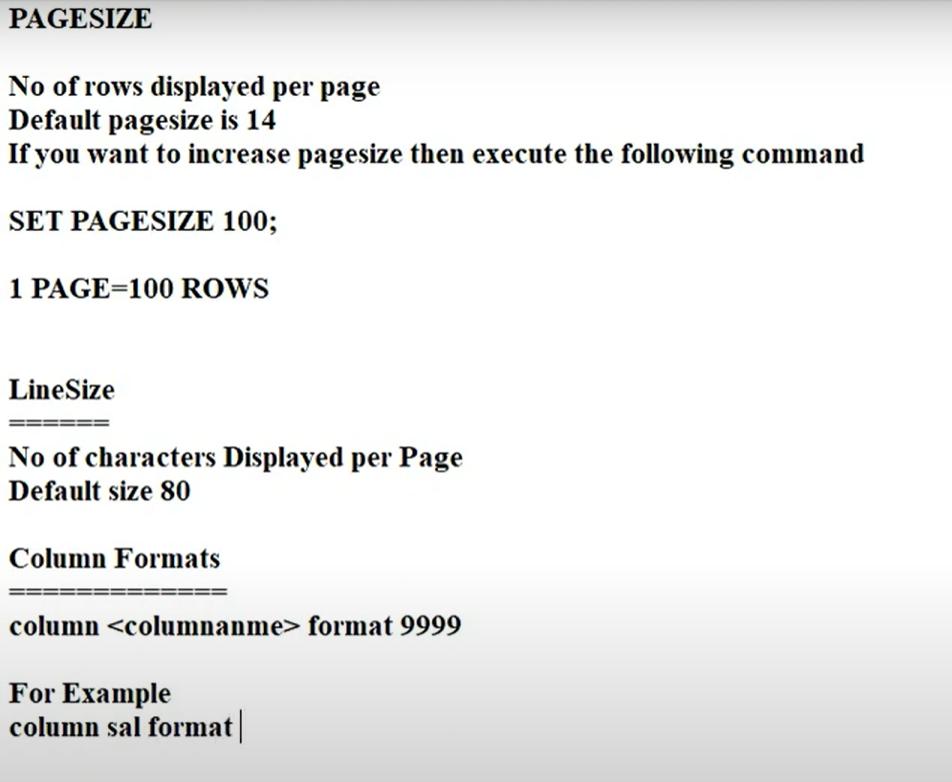 PAGESIZE
No of rows displayed per page
Default pagesize is 14
If you want to increase pagesize then execute the following command
SET PAGESIZE 100;
1 PAGE=100 ROWS
LineSize
======
No of characters Displayed per Page
Default size 80
Column Formats
=============
column <columnanme> format 9999
For Example
column sal format